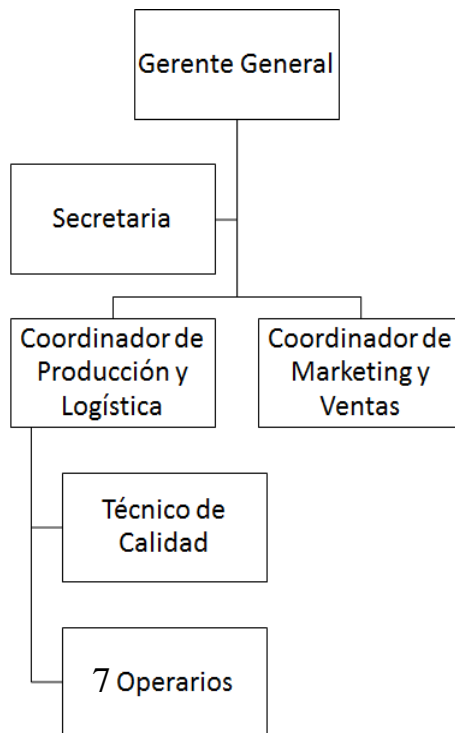 Gerente General
Secretaria
Coordinador de
Producción y
Logística
Coordinador de
Marketing y
Ventas
Técnico de
Calidad
7 Operarios